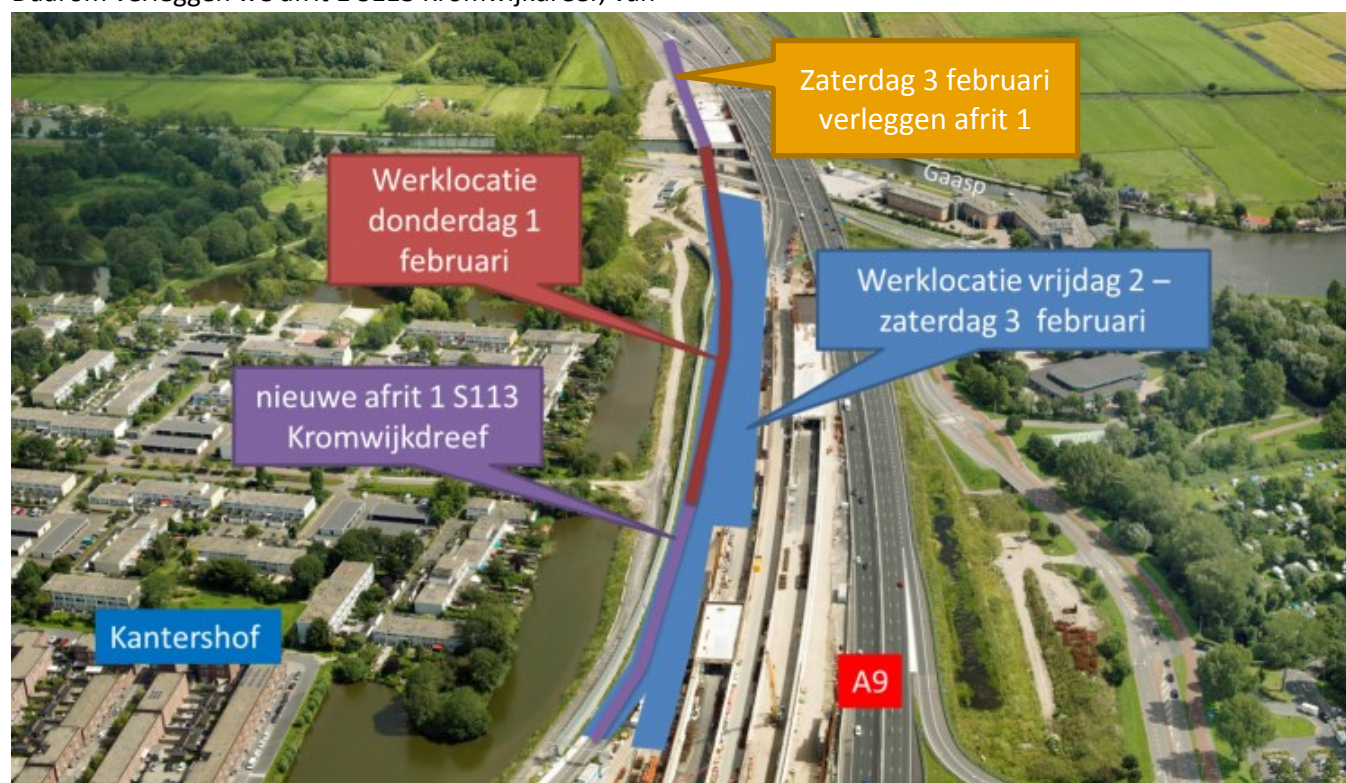 Zaterdag 3 februari
verleggen afrit 1
Werklocatie
donderdag 1
februari
Gaasp
Werklocatie vrijdag 2 –
zaterdag 3 februari
nieuwe afrit 1 S113
Kromwijkdreef
Kantershof
A9